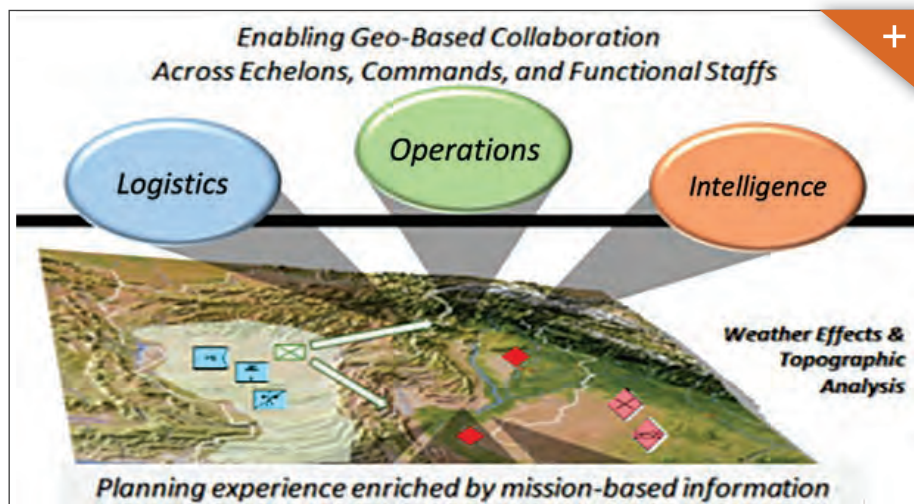 Enabling Geo-Based Collaboration
Across Echelons, Commands, and Functional Staffs
+
Logistics
Operations
Intelligence
Weather Effects &
Topographic
Analysis
Planning experience enriched by mission-based information